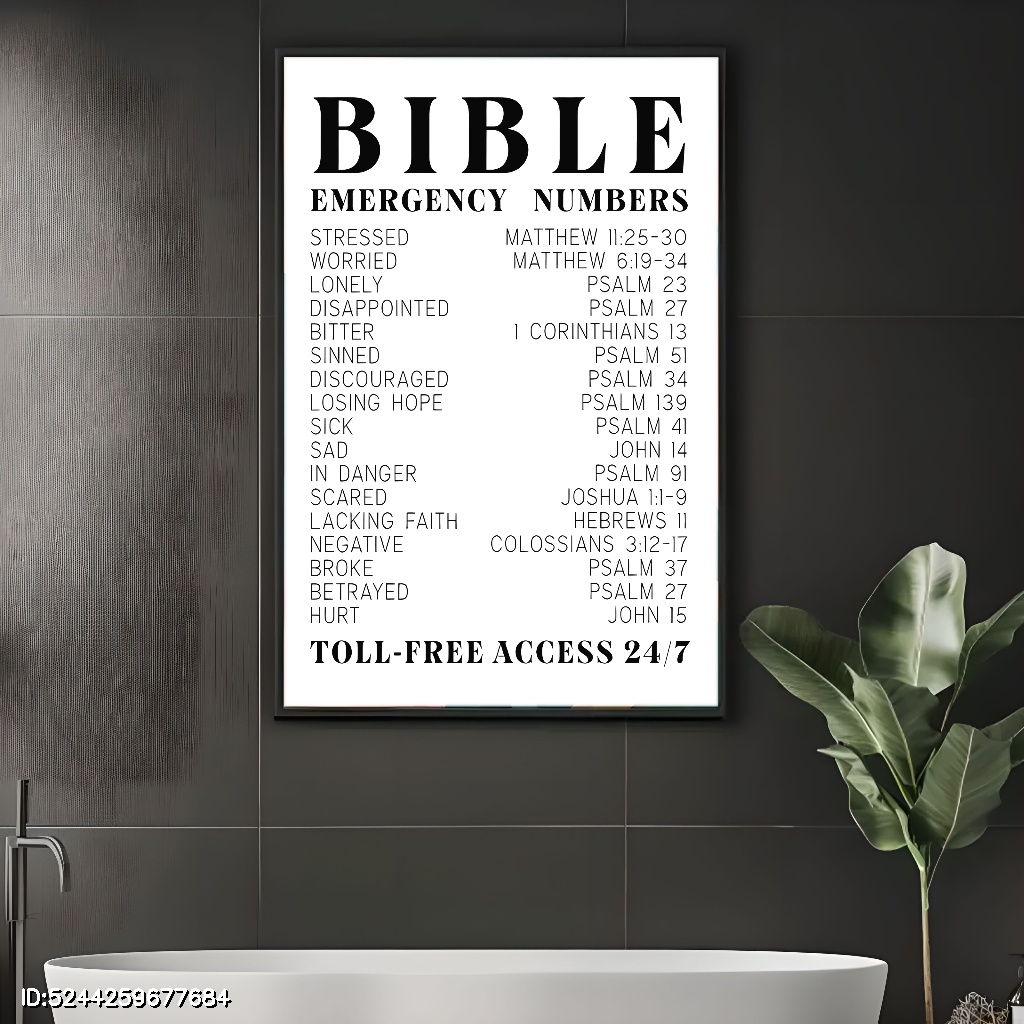 BIBLE
EMERGENCY NUMBERS
STRESSED MATTHEW 11:25-30
WORRIED MATTHEW 6:19-34
LONELY PSALM 23
DISAPPOINTED PSALM 27
BITTER 1 CORINTHIANS 13
SINNED PSALM 51
DISCOURAGED PSALM 34
LOSING HOPE PSALM 139
SICK PSALM 41
SAD JOHN 14
IN DANGER PSALM 91
SCARED JOSHUA 1:1-9
LACKING FAITH HEBREWS 11
NEGATIVE COLOSSIANS 3:12-17
BROKE PSALM 37
BETRAYED PSALM 27
HURT JOHN 15
TOLL-FREE ACCESS 24/7
ID:5244259677684